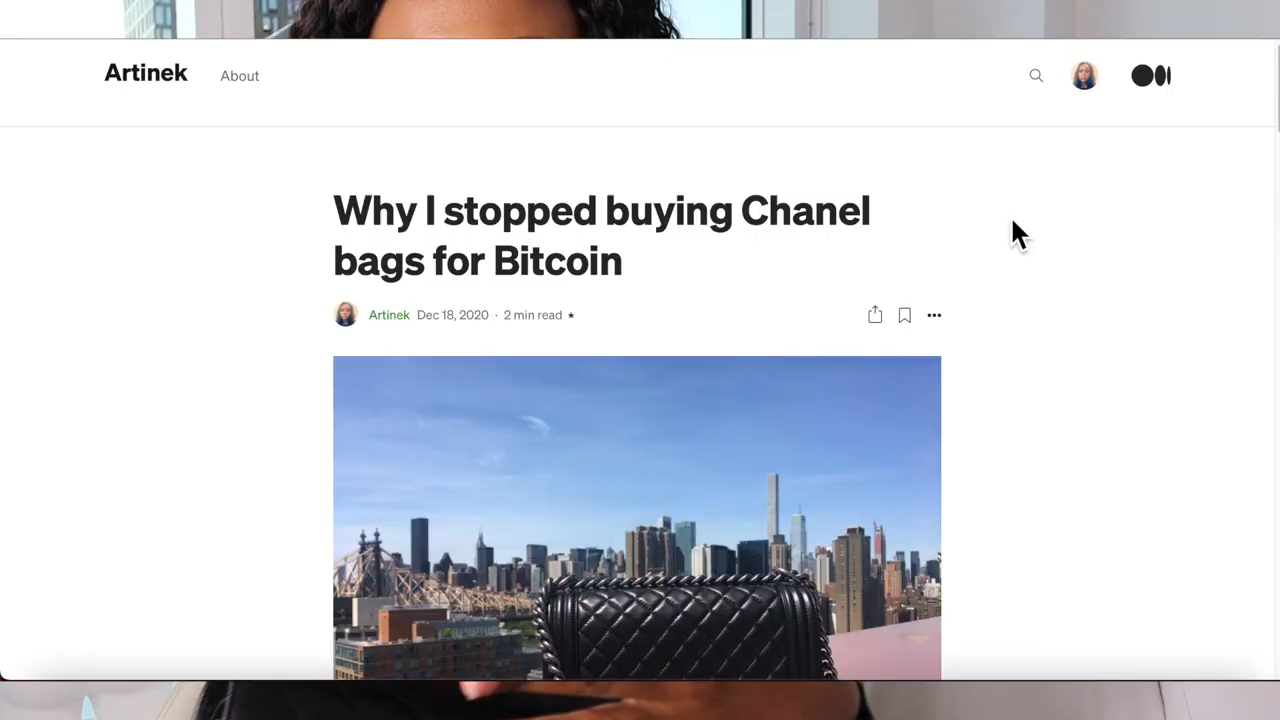 Artinek
About
Why I stopped buying Chanel
bags for Bitcoin
Artinek Dec 18, 2020 · 2 min read ★